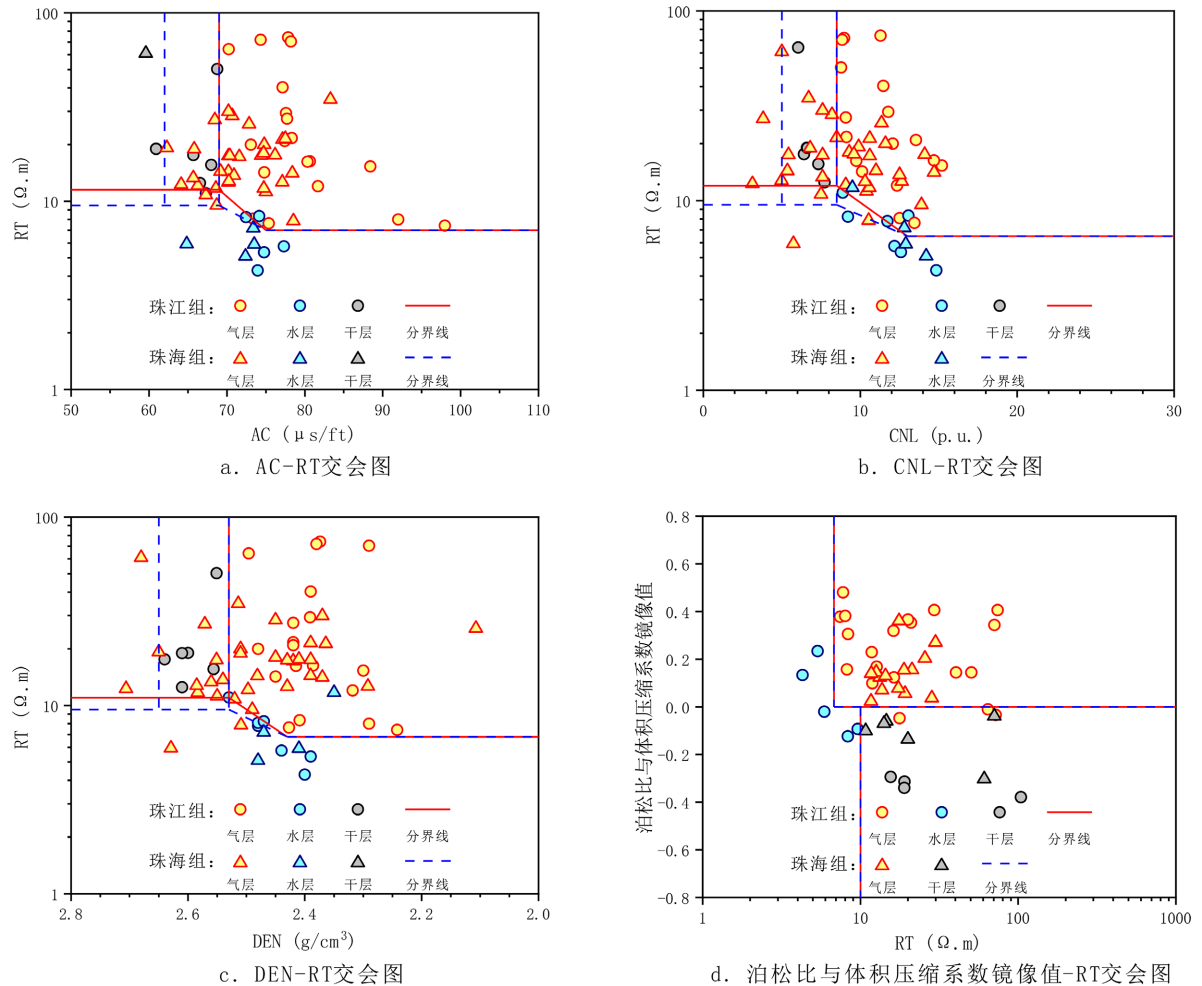 100
10
1
RT (Ω.m)
50 60 70 80 90 100 110
AC (μs/ft)
珠江组: 气层 水层 干层 分界线
珠海组: 气层 水层 干层 分界线
a. AC-RT交会图
100
10
1
RT (Ω.m)
0 10 20 30
CNL (p.u.)
珠江组: 气层 水层 干层 分界线
珠海组: 气层 水层 分界线
b. CNL-RT交会图
100
10
1
RT (Ω.m)
2.8 2.6 2.4 2.2 2.0
DEN (g/cm³)
珠江组: 气层 水层 干层 分界线
珠海组: 气层 水层 干层 分界线
c. DEN-RT交会图
0.8
0.6
0.4
0.2
0.0
-0.2
-0.4
-0.6
-0.8
泊松比与体积压缩系数镜像值
1 10 100 1000
RT (Ω.m)
珠江组: 气层 水层 干层 分界线
珠海组: 气层 干层 分界线
d. 泊松比与体积压缩系数镜像值-RT交会图